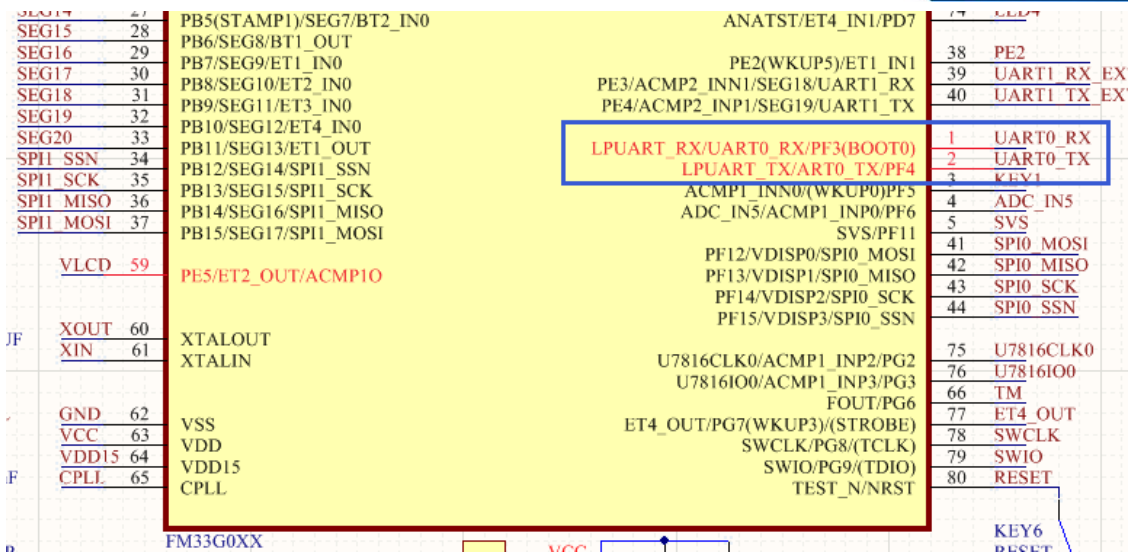 SEG14 27 PB5(STAMP1)/SEG7/BT2_IN0
SEG15 28 PB6/SEG8/BT1_OUT
SEG16 29 PB7/SEG9/ET1_IN0
SEG17 30 PB8/SEG10/ET2_IN0
SEG18 31 PB9/SEG11/ET3_IN0
SEG19 32 PB10/SEG12/ET4_IN0
SEG20 33 PB11/SEG13/ET1_OUT
SPI1_SSN 34 PB12/SEG14/SPI1_SSN
SPI1_SCK 35 PB13/SEG15/SPI1_SCK
SPI1_MISO 36 PB14/SEG16/SPI1_MISO
SPI1_MOSI 37 PB15/SEG17/SPI1_MOSI
VLCD 59 PE5/ET2_OUT/ACMP1O
XOUT 60 XTALOUT
XIN 61 XTALIN
GND 62 VSS
VCC 63 VDD
VDD15 64 VDD15
CPLL 65 CPLL
ANATST/ET4_IN1/PD7 74 LED4
PE2(WKUP5)/ET1_IN1 38 PE2
PE3/ACMP2_INN1/SEG18/UART1_RX 39 UART1_RX_EX
PE4/ACMP2_INP1/SEG19/UART1_TX 40 UART1_TX_EX
LPUART_RX/UART0_RX/PF3(BOOT0) 1 UART0_RX
LPUART_TX/ART0_TX/PF4 2 UART0_TX
ACMP1_INN0/(WKUP0)PF5 3 KEY1
ADC_IN5/ACMP1_INP0/PF6 4 ADC_IN5
SVS/PF11 5 SVS
PF12/VDISP0/SPI0_MOSI 41 SPI0_MOSI
PF13/VDISP1/SPI0_MISO 42 SPI0_MISO
PF14/VDISP2/SPI0_SCK 43 SPI0_SCK
PF15/VDISP3/SPI0_SSN 44 SPI0_SSN
U7816CLK0/ACMP1_INP2/PG2 75 U7816CLK0
U7816IO0/ACMP1_INP3/PG3 76 U7816IO0
FOUT/PG6 66 TM
ET4_OUT/PG7(WKUP3)/(STROBE) 77 ET4_OUT
SWCLK/PG8/(TCLK) 78 SWCLK
SWIO/PG9/(TDIO) 79 SWIO
TEST_N/NRST 80 RESET
FM33G0XX
VCC
KEY6
RESET